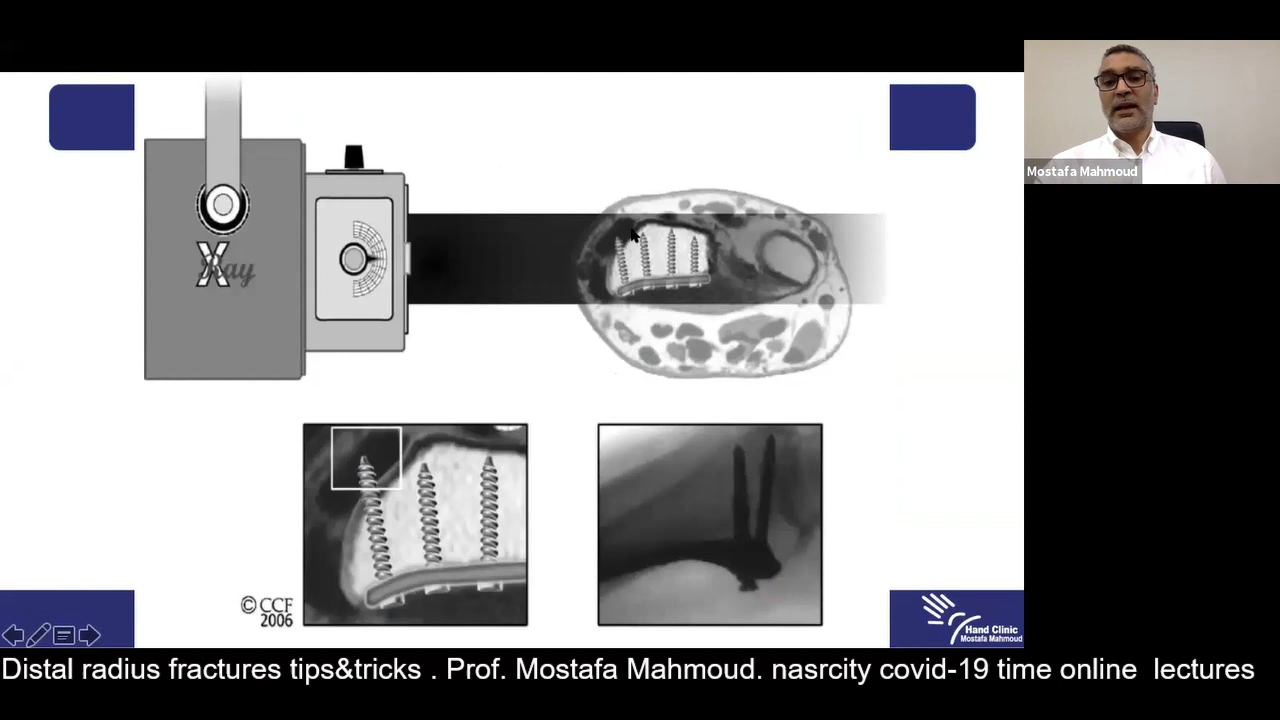 X Ray
Mostafa Mahmoud
© CCF
2006
Hand Clinic
Mostafa Mahmoud
Distal radius fractures tips&tricks . Prof. Mostafa Mahmoud. nasrcity covid-19 time online lectures